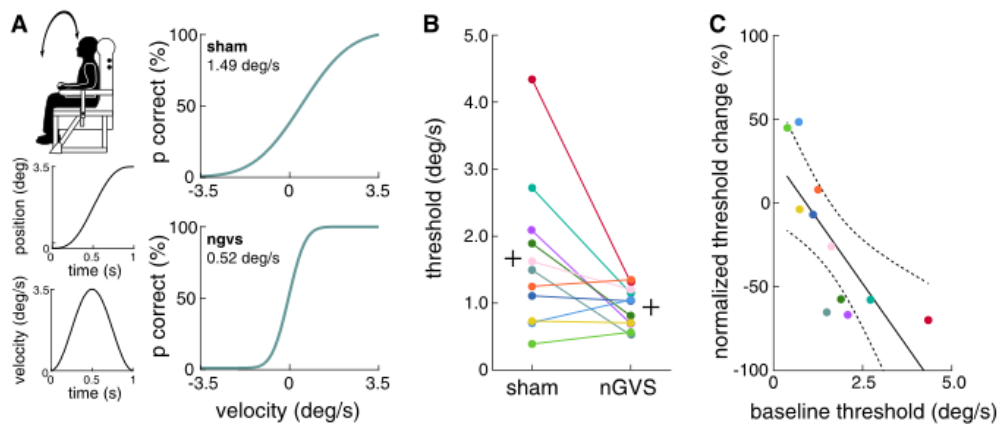 A
position (deg)
3.5
0
0
0.5
1
time (s)
velocity (deg/s)
3.5
0
0
0.5
1
time (s)
p correct (%)
100
50
0
sham
1.49 deg/s
-3.5
0
3.5
p correct (%)
100
50
0
ngvs
0.52 deg/s
-3.5
0
3.5
velocity (deg/s)
B
threshold (deg/s)
5.0
4.0
3.0
2.0
1.0
0
sham
nGVS
C
normalized threshold change (%)
100
50
0
-50
-100
0
2.5
5.0
baseline threshold (deg/s)